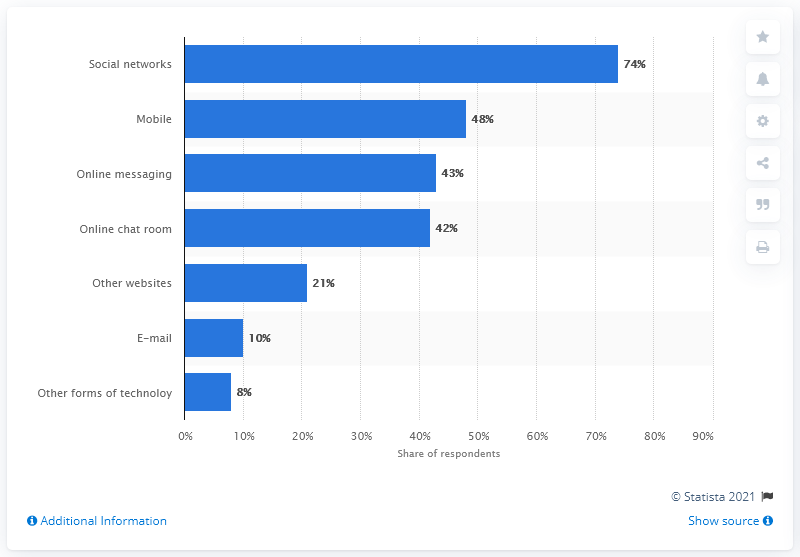 Social networks 74%
Mobile 48%
Online messaging 43%
Online chat room 42%
Other websites 21%
E-mail 10%
Other forms of technoloy 8%
0% 10% 20% 30% 40% 50% 60% 70% 80% 90%
Share of respondents
© Statista 2021
Additional Information
Show source